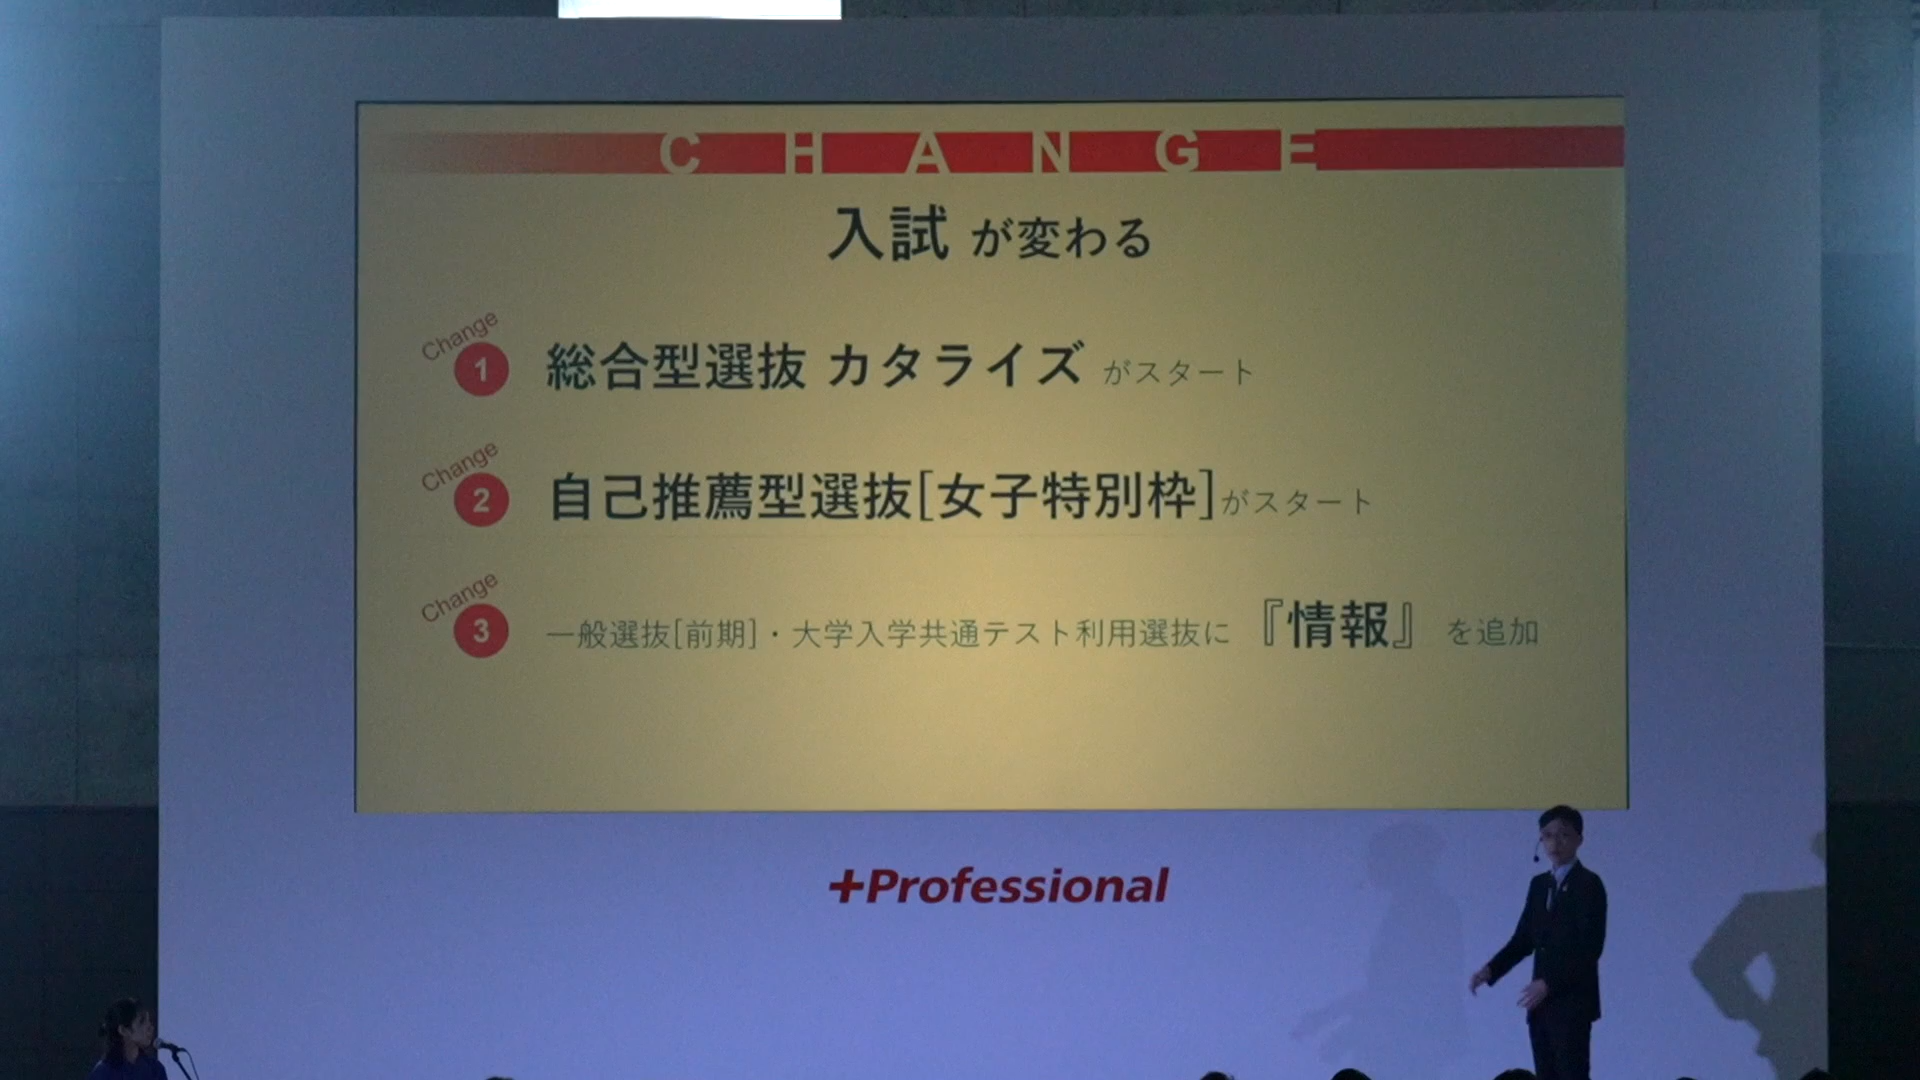 CHANGE
入試 が変わる
Change
1 総合型選抜 カタライズ がスタート
Change
2 自己推薦型選抜[女子特別枠]がスタート
Change
3 一般選抜[前期]・大学入学共通テスト利用選抜に『情報』を追加
+Professional